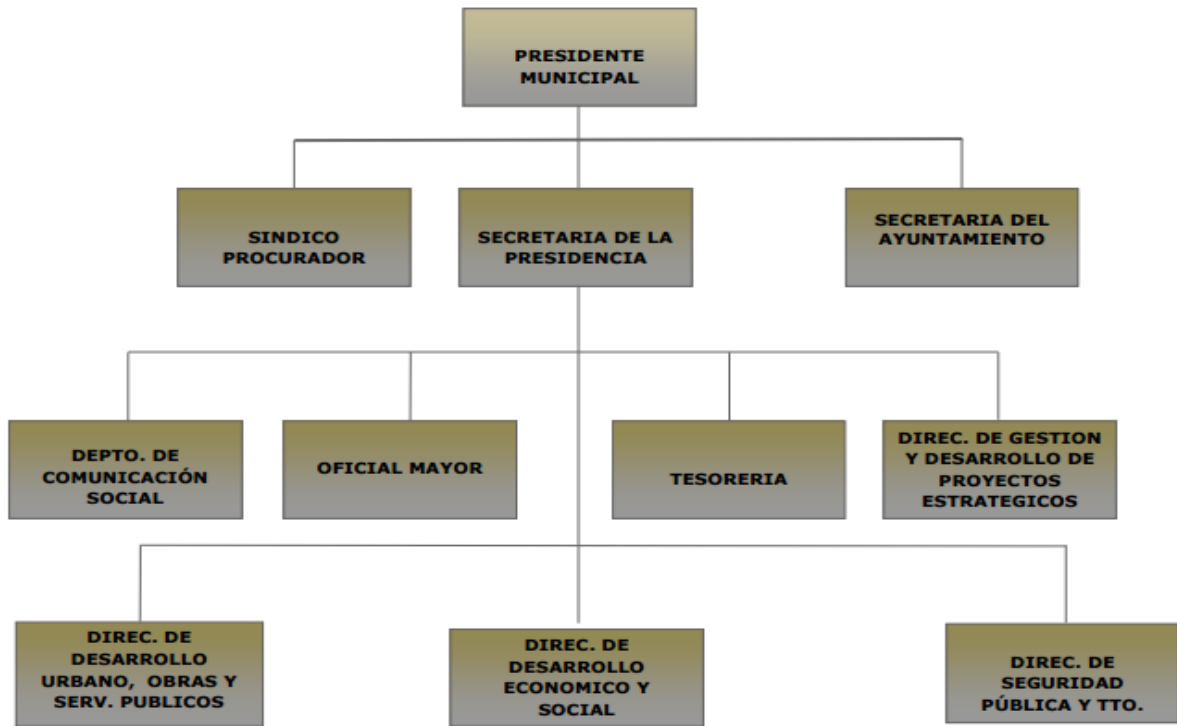 PRESIDENTE
MUNICIPAL
SINDICO
PROCURADOR
SECRETARIA DE LA
PRESIDENCIA
SECRETARIA DEL
AYUNTAMIENTO
DEPTO. DE
COMUNICACIÓN
SOCIAL
OFICIAL MAYOR
TESORERIA
DIREC. DE GESTION
Y DESARROLLO DE
PROYECTOS
ESTRATEGICOS
DIREC. DE
DESARROLLO
URBANO, OBRAS Y
SERV. PUBLICOS
DIREC. DE
DESARROLLO
ECONOMICO Y
SOCIAL
DIREC. DE
SEGURIDAD
PÚBLICA Y TTO.